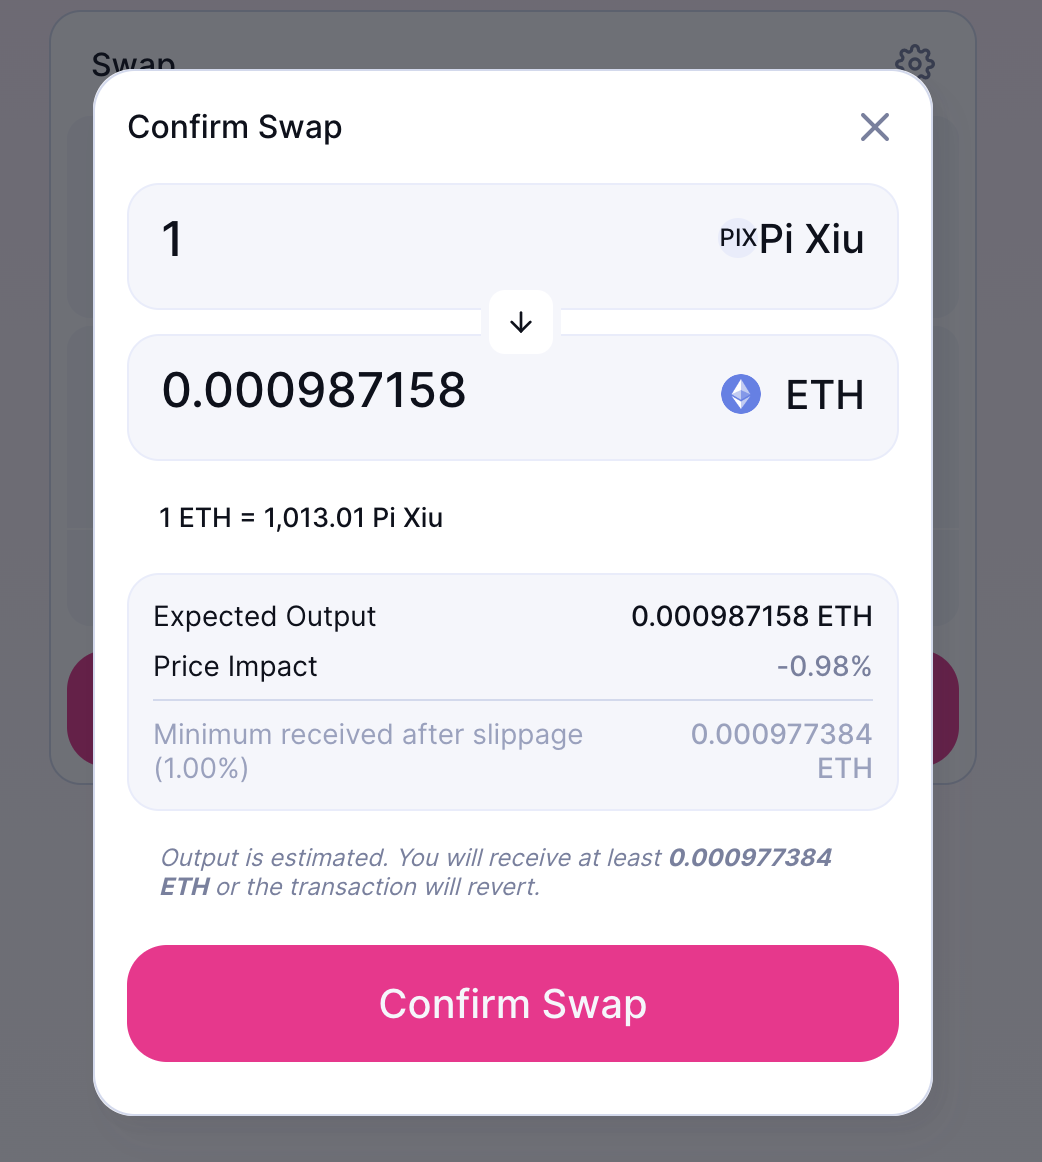 Swap
Confirm Swap
1
PIX Pi Xiu
0.000987158
ETH
1 ETH = 1,013.01 Pi Xiu
Expected Output 0.000987158 ETH
Price Impact -0.98%
Minimum received after slippage 0.000977384
(1.00%) ETH
Output is estimated. You will receive at least 0.000977384
ETH or the transaction will revert.
Confirm Swap